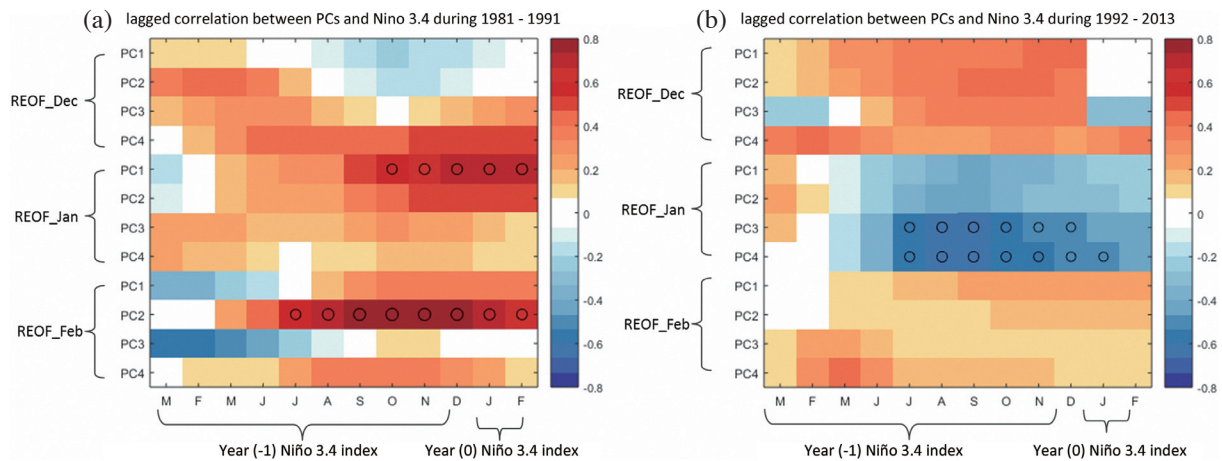 (a) lagged correlation between PCs and Nino 3.4 during 1981 - 1991
REOF_Dec
REOF_Jan
REOF_Feb
PC1
PC2
PC3
PC4
PC1
PC2
PC3
PC4
PC1
PC2
PC3
PC4
M F M J J A S O N D J F
0.8
0.6
0.4
0.2
0
-0.2
-0.4
-0.6
-0.8
Year (-1) Niño 3.4 index Year (0) Niño 3.4 index
(b) lagged correlation between PCs and Nino 3.4 during 1992 - 2013
REOF_Dec
REOF_Jan
REOF_Feb
PC1
PC2
PC3
PC4
PC1
PC2
PC3
PC4
PC1
PC2
PC3
PC4
M F M J J A S O N D J F
0.8
0.6
0.4
0.2
0
-0.2
-0.4
-0.6
-0.8
Year (-1) Niño 3.4 index Year (0) Niño 3.4 index